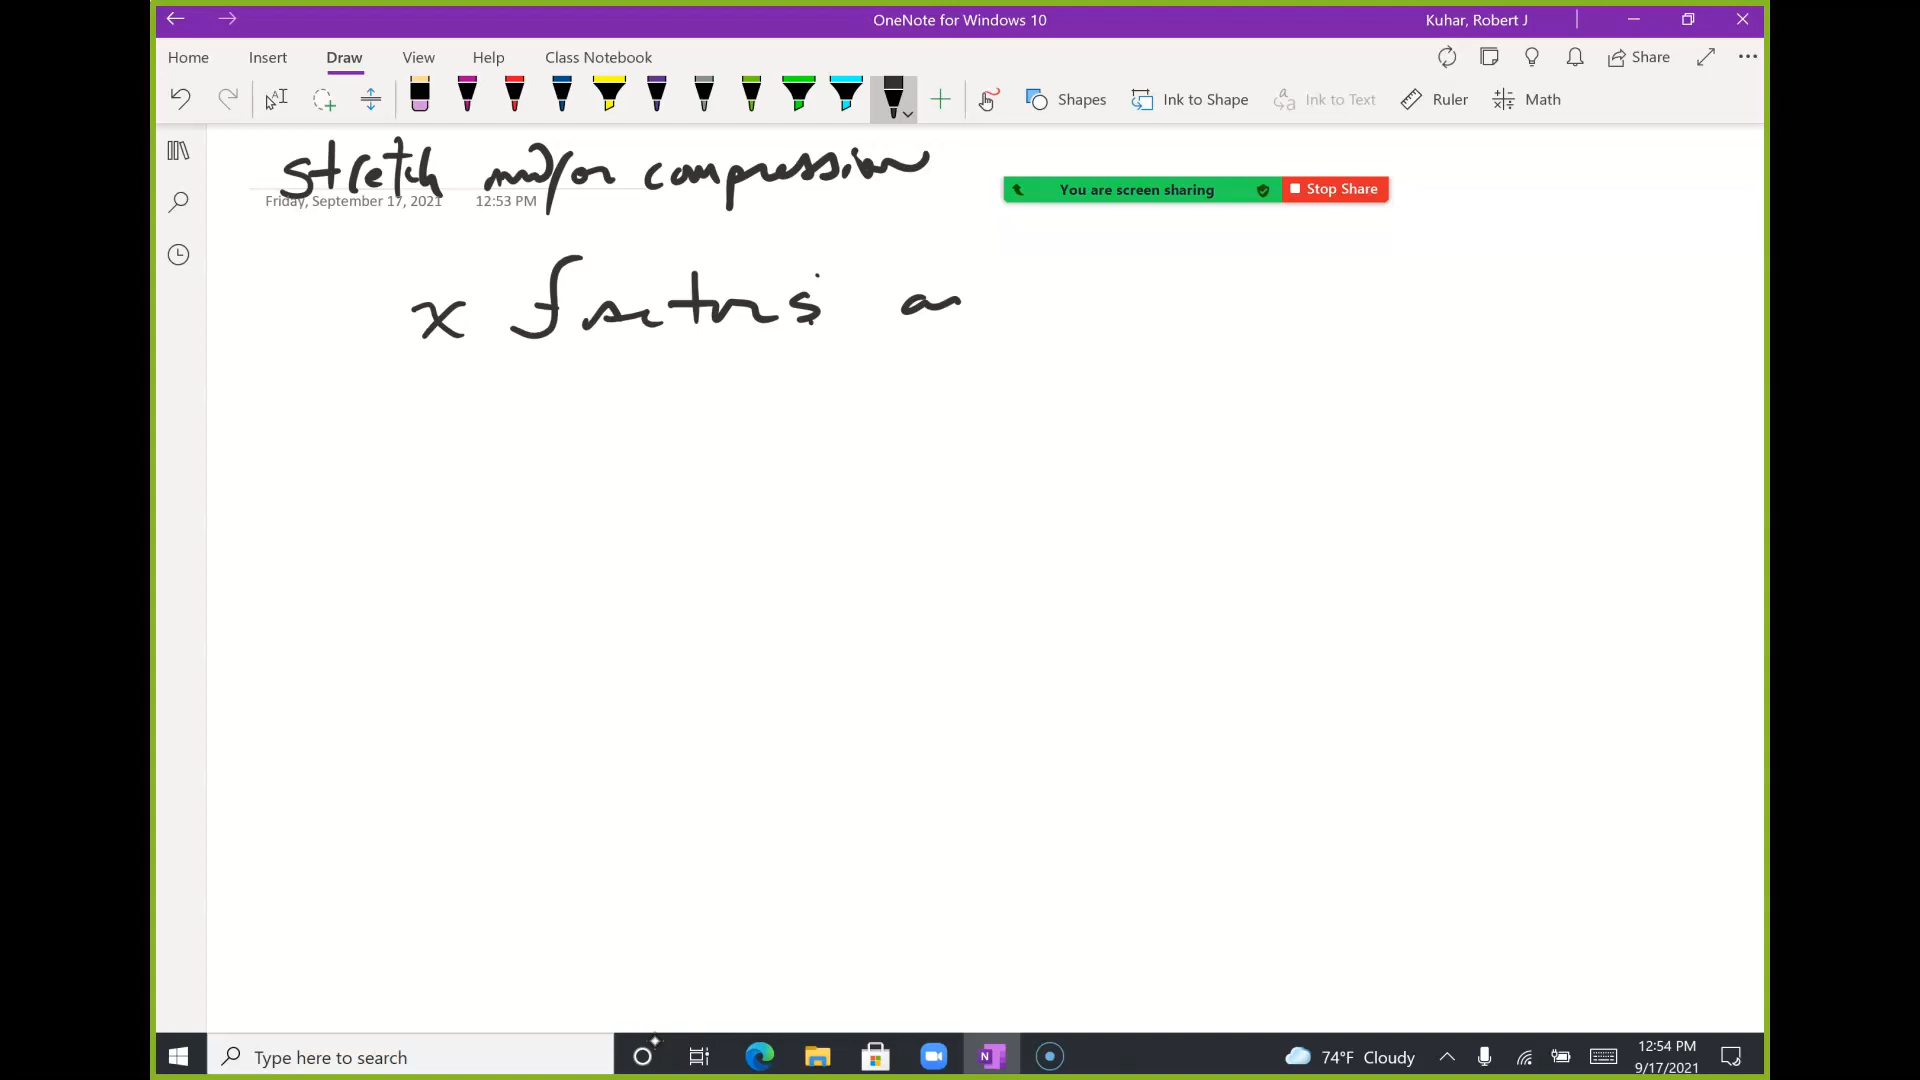 OneNote for Windows 10 Kuhar, Robert J
Home Insert Draw View Help Class Notebook Share
Shapes Ink to Shape Ink to Text Ruler Math
stretch and/or compression
You are screen sharing Stop Share
Friday, September 17, 2021 12:53 PM
x factors
Type here to search 74°F Cloudy 12:54 PM
9/17/2021